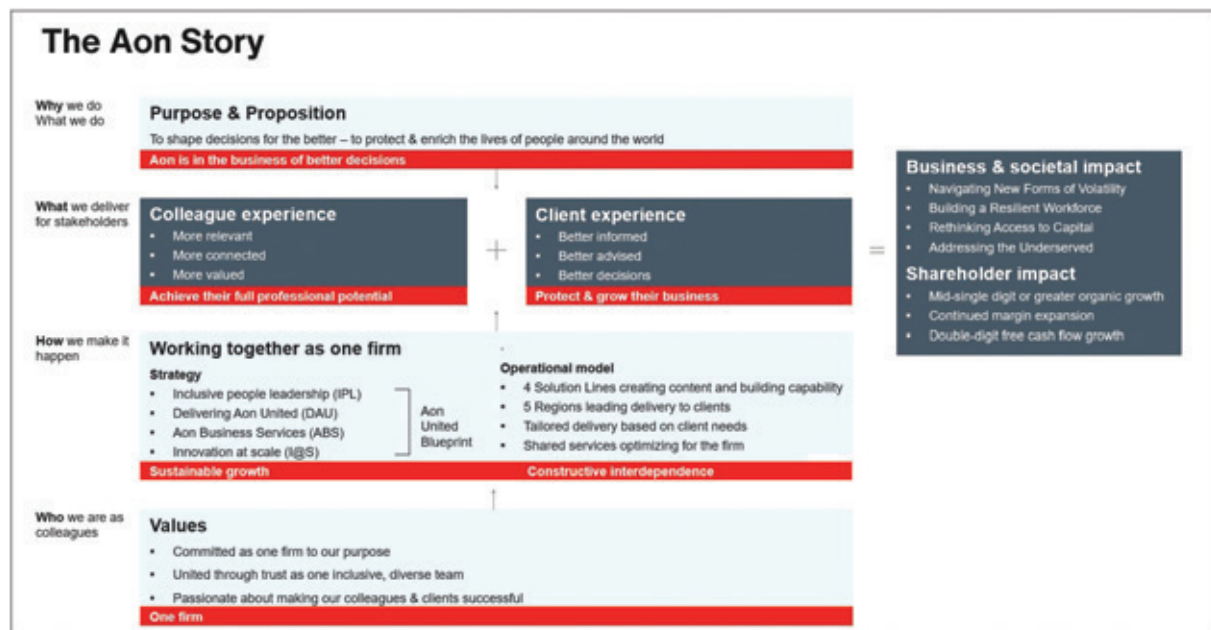 The Aon Story
Why we do
What we do
Purpose & Proposition
To shape decisions for the better – to protect & enrich the lives of people around the world
Aon is in the business of better decisions
What we deliver
for stakeholders
Colleague experience
• More relevant
• More connected
• More valued
Achieve their full professional potential
+
Client experience
• Better informed
• Better advised
• Better decisions
Protect & grow their business
=
Business & societal impact
• Navigating New Forms of Volatility
• Building a Resilient Workforce
• Rethinking Access to Capital
• Addressing the Underserved
Shareholder impact
• Mid-single digit or greater organic growth
• Continued margin expansion
• Double-digit free cash flow growth
How we make it
happen
Working together as one firm
Strategy
• Inclusive people leadership (IPL)
• Delivering Aon United (DAU)
• Aon Business Services (ABS)
• Innovation at scale (I@S)
Aon
United
Blueprint
Sustainable growth
Operational model
• 4 Solution Lines creating content and building capability
• 5 Regions leading delivery to clients
• Tailored delivery based on client needs
• Shared services optimizing for the firm
Constructive interdependence
Who we are as
colleagues
Values
• Committed as one firm to our purpose
• United through trust as one inclusive, diverse team
• Passionate about making our colleagues & clients successful
One firm